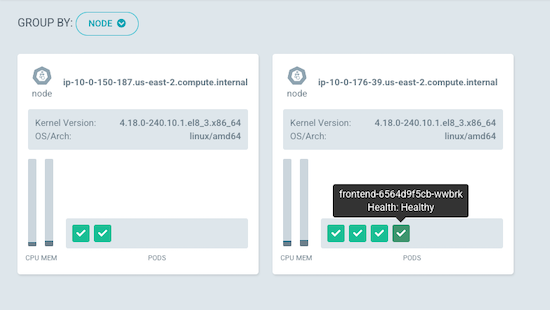 GROUP BY: NODE
node
ip-10-0-150-187.us-east-2.compute.internal
Kernel Version: 4.18.0-240.10.1.el8_3.x86_64
OS/Arch: linux/amd64
CPU MEM
PODS
node
ip-10-0-176-39.us-east-2.compute.internal
Kernel Version: 4.18.0-240.10.1.el8_3.x86_64
OS/Arch: linux/amd64
frontend-6564d9f5cb-wwbrk
Health: Healthy
CPU MEM
PODS